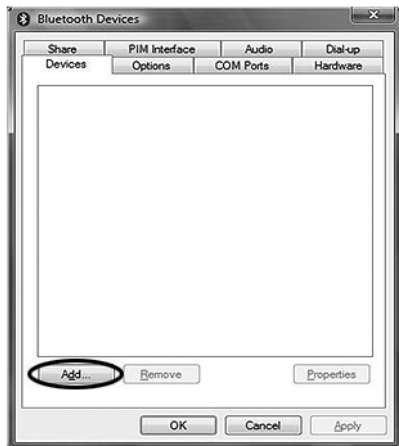 Bluetooth Devices
Share PIM Interface Audio Dial-up
Devices Options COM Ports Hardware
Add... Remove Properties
OK Cancel Apply